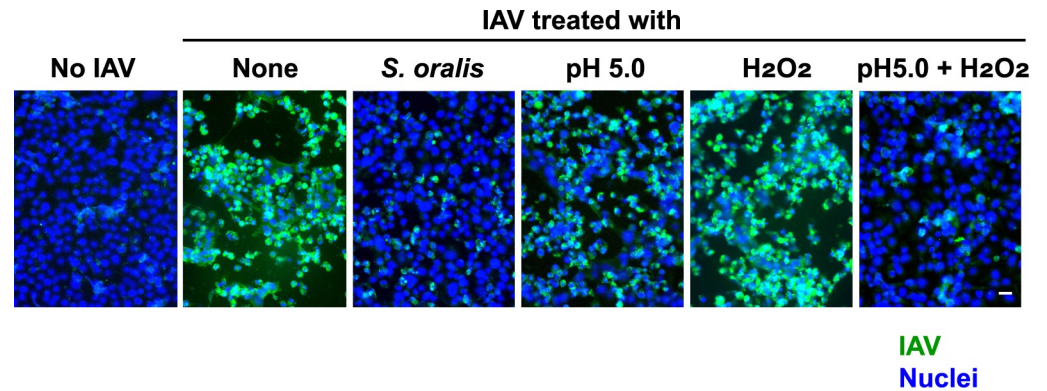 IAV treated with
No IAV None S. oralis pH 5.0 H2O2 pH5.0 + H2O2
IAV
Nuclei